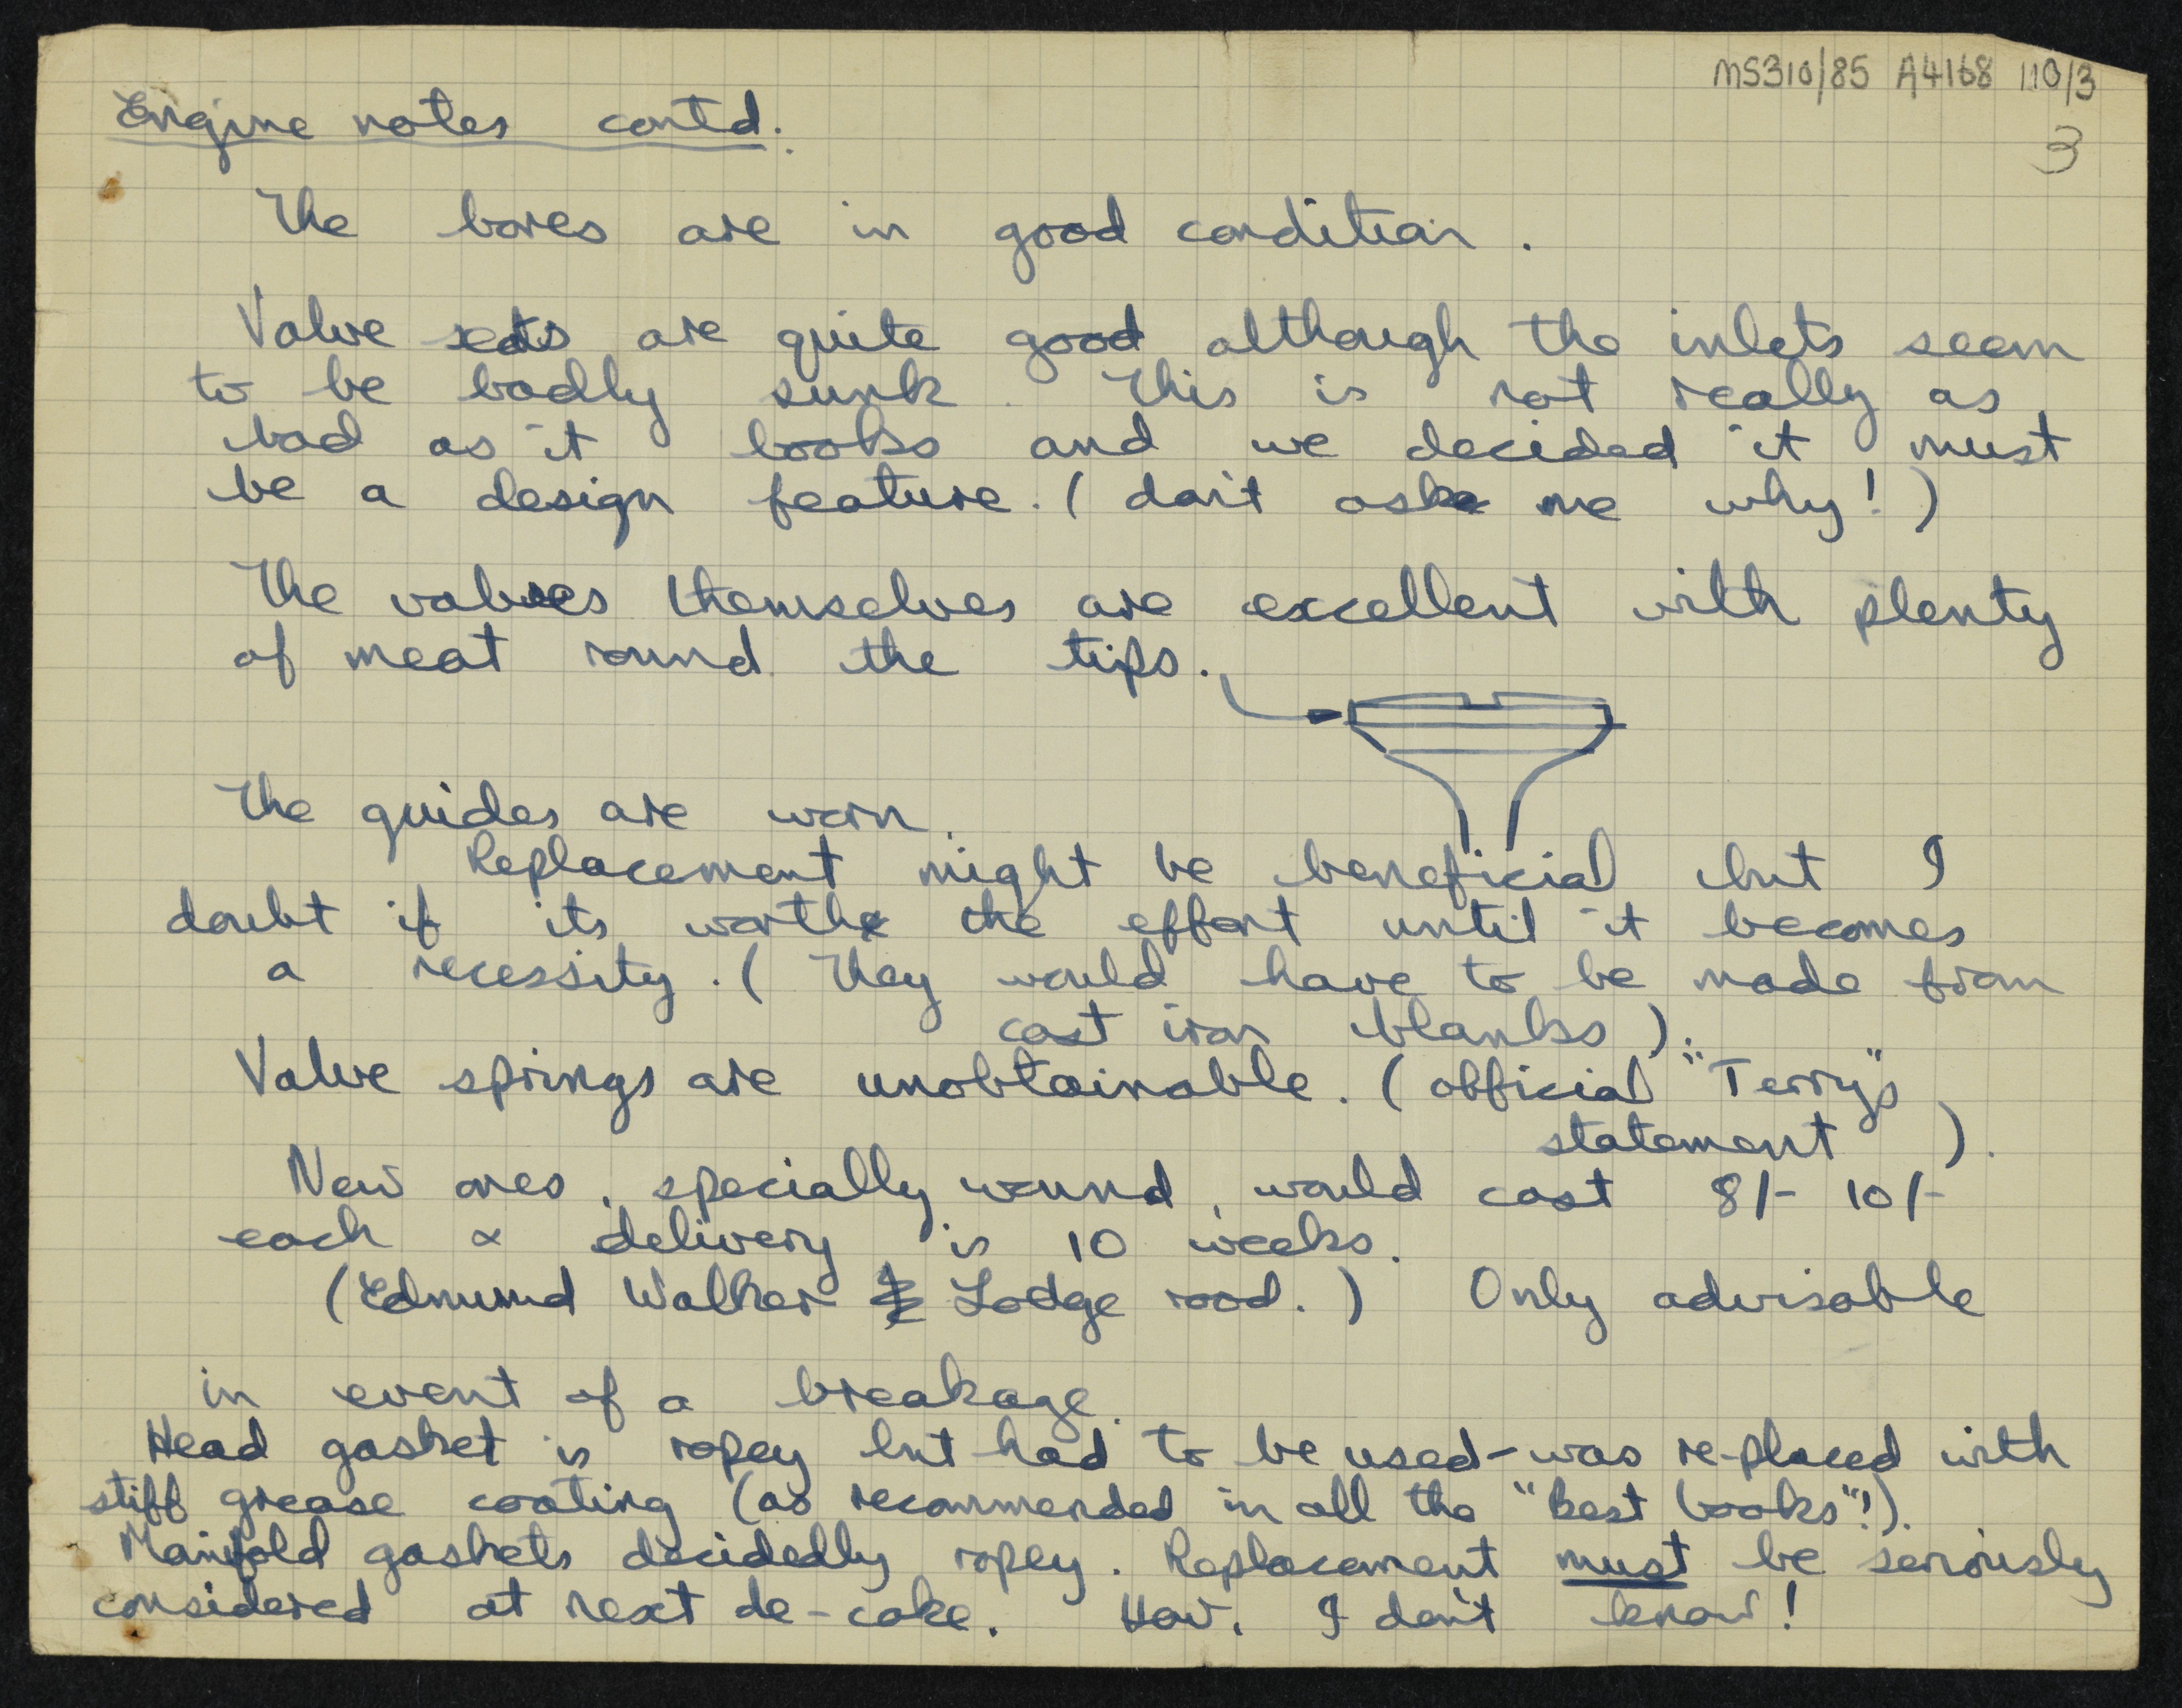 MS310/85 A4168 110/3
3
Engine notes contd.
The bores are in good condition.
Valve seats are quite good although the inlets seem
to be badly sunk. This is not really as
bad as it looks and we decided it must
be a design feature. (don't ask me why!)
The valves themselves are excellent with plenty
of meat round the tips.
The guides are worn.
Replacement might be beneficial but I
doubt if its worth the effort until it becomes
a necessity. (They would have to be made from
cast iron blanks).
Valve springs are unobtainable. (official "Terry's"
statement).
New ones, specially wound, would cost 8/- 10/-
each & delivery is 10 weeks.
(Edmund Walker Lodge road.) Only advisable
in event of a breakage.
Head gasket is ropey but had to be used - was re-placed with
stiff grease coating (as recommended in all the "best books"!).
Manifold gaskets decidedly ropey. Replacement must be seriously
considered at next de-coke. How, I don't know!